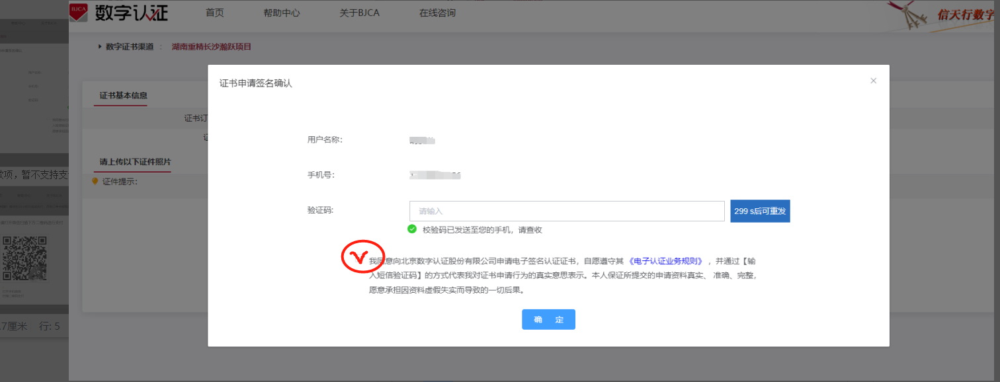 BJCA 数字认证
首页 帮助中心 关于BJCA 在线咨询
信天行数字
数字证书渠道 ： 湖南重精长沙瀚跃项目
证书申请签名确认
×
证书基本信息
证书订
证
用户名称:
请上传以下证件照片
证件提示:
手机号:
验证码:
请输入
299 s后可重发
校验码已发送至您的手机，请查收
我同意向北京数字认证股份有限公司申请电子签名认证证书，自愿遵守其《电子认证业务规则》，并通过【输
入短信验证码】的方式代表我对证书申请行为的真实意思表示。本人保证所提交的申请资料真实、 准确、完整，
愿意承担因资料虚假失实而导致的一切后果。
确 定
款项，暂不支持支
.7厘米 行: 5